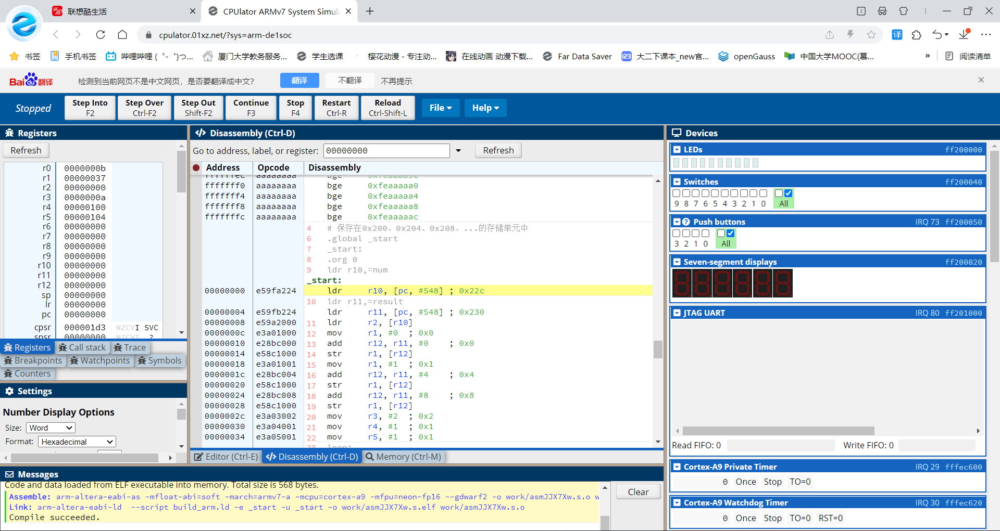 联想酷生活
CPUlator ARMv7 System Simul
2
cpulator.01xz.net/?sys=arm-de1soc
译
书签
手机书签
哔哩哔哩 ( ゜- ゜)つ...
厦门大学教务服务...
学生选课
樱花动漫 - 专注动...
在线动画 动漫下载...
Far Data Saver
123
大二下课本_new官...
openGauss
中国大学MOOC(慕...
»
阅读清单
Baidu翻译
检测到当前网页不是中文网页，是否要翻译成中文？
翻译
不翻译
不再提示
Stopped
Step Into
F2
Step Over
Ctrl-F2
Step Out
Shift-F2
Continue
F3
Stop
F4
Restart
Ctrl-R
Reload
Ctrl-Shift-L
File
Help
Registers
Refresh
r0 0000000b
r1 00000037
r2 00000000
r3 0000000a
r4 00000100
r5 00000104
r6 00000000
r7 00000000
r8 00000000
r9 00000000
r10 00000000
r11 00000000
r12 00000000
sp 00000000
lr 00000000
pc 00000000
cpsr 000001d3 NZCVI SVC
spsr 00000000 NZCVI ?
Registers
Call stack
Trace
Breakpoints
Watchpoints
Symbols
Counters
Settings
Number Display Options
Size: Word
Format: Hexadecimal
Disassembly (Ctrl-D)
Go to address, label, or register: 00000000
Refresh
Address Opcode Disassembly
ffffffec aaaaaaaa bge 0xfeaaaa9c
fffffff0 aaaaaaaa bge 0xfeaaaaa0
fffffff4 aaaaaaaa bge 0xfeaaaaa4
fffffff8 aaaaaaaa bge 0xfeaaaaa8
fffffffc aaaaaaaa bge 0xfeaaaaac
4 # 保存在0x200、0x204、0x208、...的存储单元中
6 .global _start
7 _start:
8 .org 0
9 ldr r10,=num
_start:
00000000 e59fa224 ldr r10, [pc, #548] ; 0x22c
10 ldr r11,=result
00000004 e59fb224 ldr r11, [pc, #548] ; 0x230
00000008 e59a2000 11 ldr r2, [r10]
0000000c e3a01000 12 mov r1, #0 ; 0x0
00000010 e28bc000 13 add r12, r11, #0 ; 0x0
00000014 e58c1000 14 str r1, [r12]
00000018 e3a01001 15 mov r1, #1 ; 0x1
0000001c e28bc004 16 add r12, r11, #4 ; 0x4
00000020 e58c1000 17 str r1, [r12]
00000024 e28bc008 18 add r12, r11, #8 ; 0x8
00000028 e58c1000 19 str r1, [r12]
0000002c e3a03002 20 mov r3, #2 ; 0x2
00000030 e3a04001 21 mov r4, #1 ; 0x1
00000034 e3a05001 22 mov r5, #1 ; 0x1
23 loop:
Editor (Ctrl-E)
Disassembly (Ctrl-D)
Memory (Ctrl-M)
Messages
Code and data loaded from ELF executable into memory. Total size is 568 bytes.
Assemble: arm-altera-eabi-as -mfloat-abi=soft -march=armv7-a -mcpu=cortex-a9 -mfpu=neon-fp16 --gdwarf2 -o work/asmJJX7Xw.s.o w
Link: arm-altera-eabi-ld --script build_arm.ld -e _start -u _start -o work/asmJJX7Xw.s.elf work/asmJJX7Xw.s.o
Compile succeeded.
Clear
Devices
LEDs ff200000
Switches ff200040
9 8 7 6 5 4 3 2 1 0 All
Push buttons IRQ 73 ff200050
3 2 1 0 All
Seven-segment displays ff200020
JTAG UART IRQ 80 ff201000
Read FIFO: 0
Write FIFO: 0
Cortex-A9 Private Timer IRQ 29 fffec600
0 Once Stop TO=0
Cortex-A9 Watchdog Timer IRQ 30 fffec620
0 Once Stop TO=0 RST=0